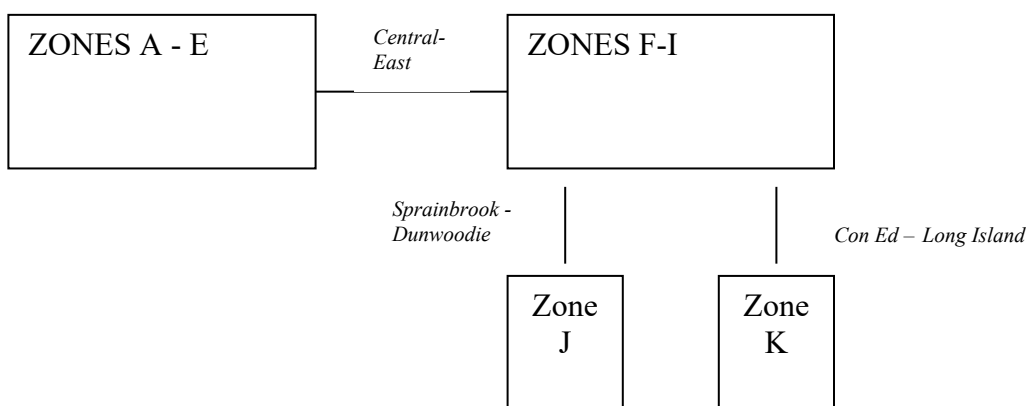 ZONES A - E
Central-
East
ZONES F-I
Sprainbrook -
Dunwoodie
Con Ed – Long Island
Zone
J
Zone
K